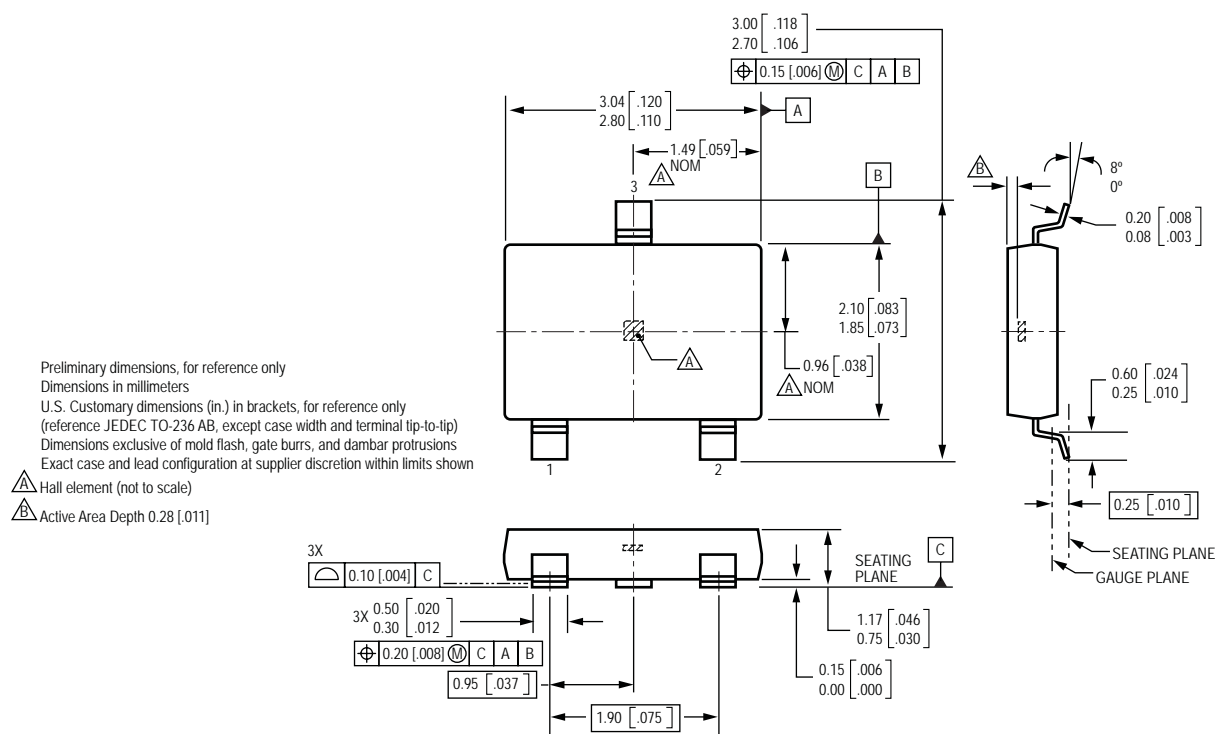 3.00 [ .118
2.70 [ .106
⌖ 0.15 [.006] Ⓜ C A B
3.04 [ .120
2.80 [ .110
A
1.49 [.059]
NOM
A
3
B
B
8º
0º
0.20 [ .008
0.08 [ .003
2.10 [ .083
1.85 [ .073
A
0.96 [.038]
A NOM
0.60 [ .024
0.25 [ .010
1
2
0.25 [ .010 ]
SEATING PLANE
GAUGE PLANE
Preliminary dimensions, for reference only
Dimensions in millimeters
U.S. Customary dimensions (in.) in brackets, for reference only
(reference JEDEC TO-236 AB, except case width and terminal tip-to-tip)
Dimensions exclusive of mold flash, gate burrs, and dambar protrusions
Exact case and lead configuration at supplier discretion within limits shown
A Hall element (not to scale)
B Active Area Depth 0.28 [.011]
3X
⌓ 0.10 [.004] C
SEATING
PLANE
C
3X 0.50 [ .020
0.30 [ .012
⌖ 0.20 [.008] Ⓜ C A B
1.17 [ .046
0.75 [ .030
0.95 [ .037 ]
0.15 [ .006
0.00 [ .000
1.90 [ .075 ]